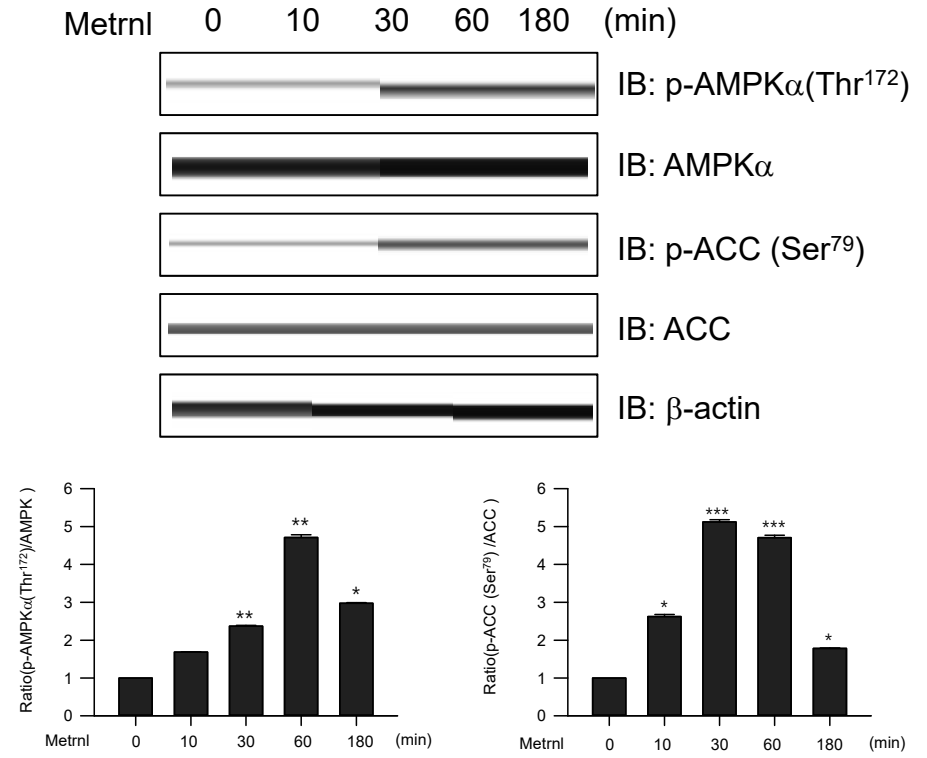 Metrnl 0 10 30 60 180 (min)
IB: p-AMPKα(Thr172)
IB: AMPKα
IB: p-ACC (Ser79)
IB: ACC
IB: β-actin
Ratio(p-AMPKα(Thr172)/AMPK )
6
5
4
3
2
1
0
**
**
*
Metrnl 0 10 30 60 180 (min)
Ratio(p-ACC (Ser79) /ACC )
6
5
4
3
2
1
0
*
***
***
*
Metrnl 0 10 30 60 180 (min)